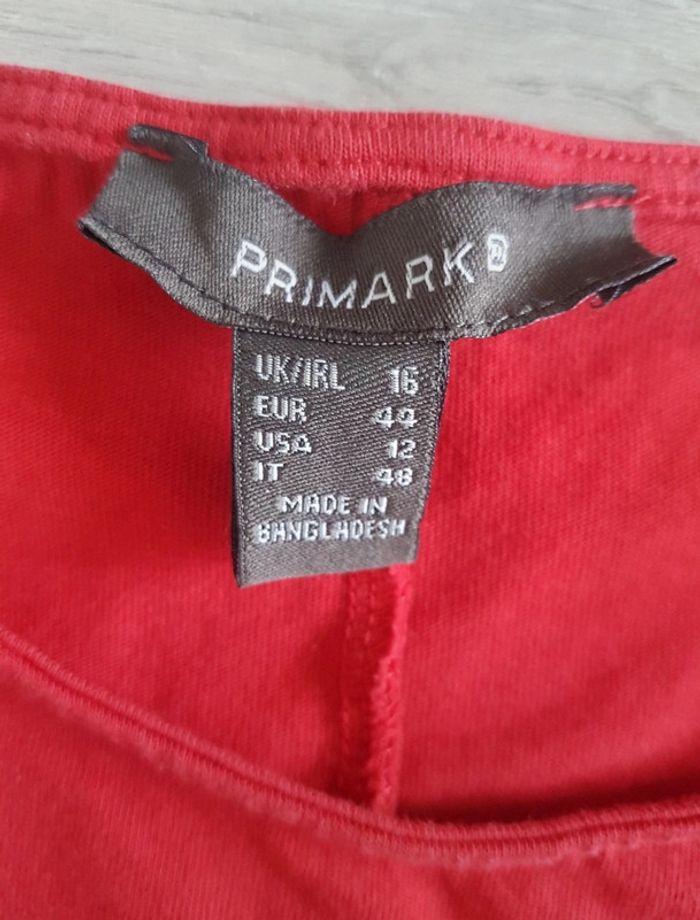 PRIMARK
UK/IRL 16
EUR 44
USA 12
IT 48
MADE IN
BANGLADESH